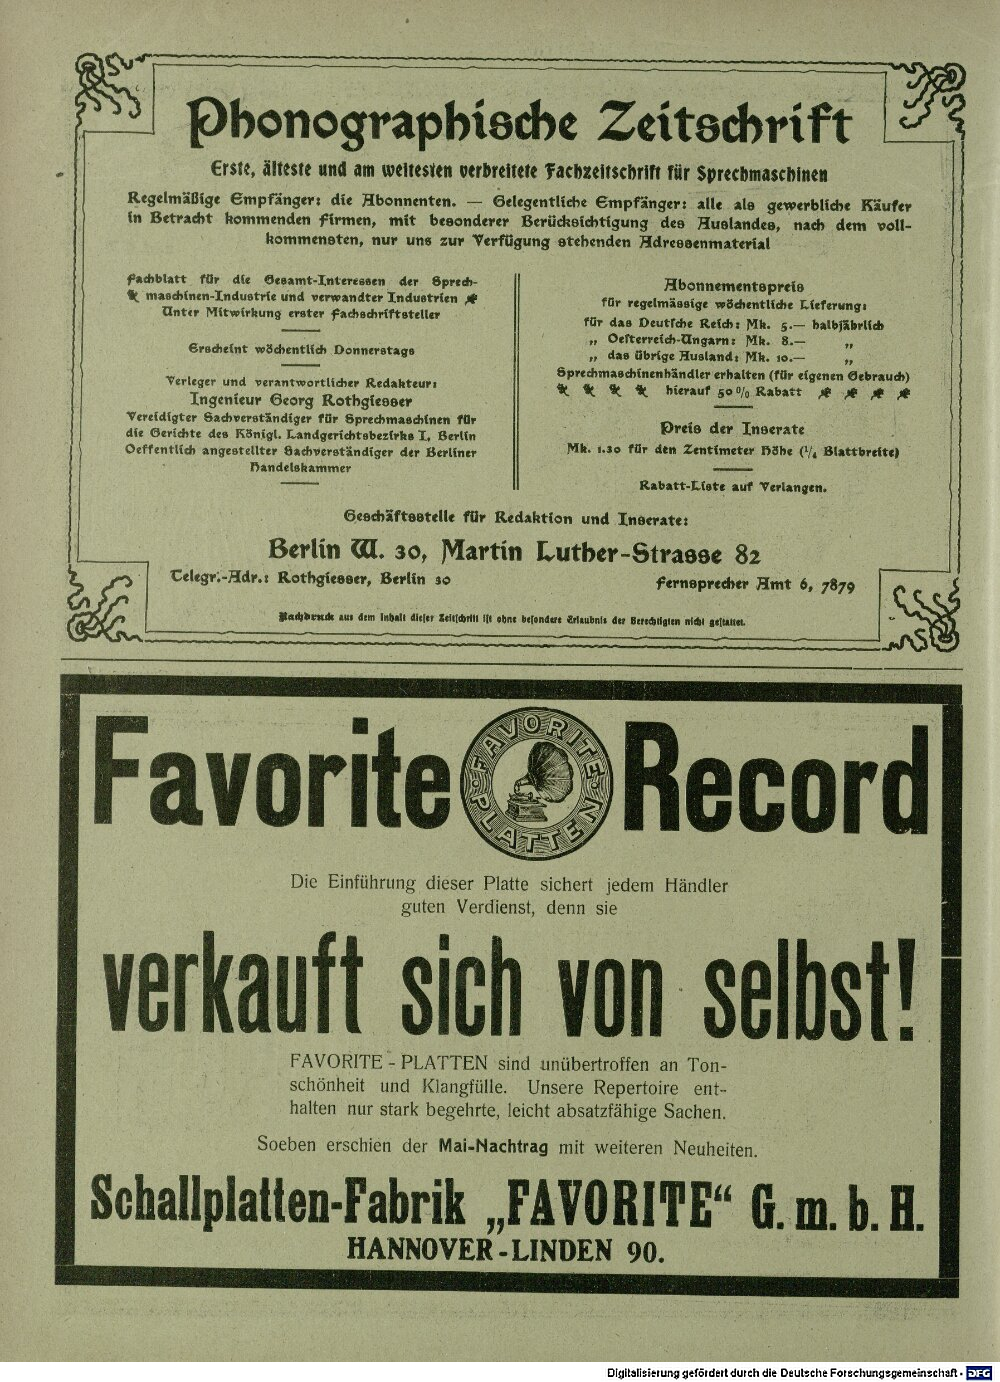 Phonographische Zeitschrift
Erste, älteste und am weitesten verbreitete Fachzeitschrift für Sprechmaschinen
Regelmäßige Empfänger: die Abonnenten. — Gelegentliche Empfänger: alle als gewerbliche Käufer
in Betracht kommenden Firmen, mit besonderer Berücksichtigung des Auslandes, nach dem voll-
kommensten, nur uns zur Verfügung stehenden Adressenmaterial
Fachblatt für die Gesamt-Interessen der Sprech-
maschinen-Industrie und verwandter Industrien
Unter Mitwirkung erster Fachschriftsteller
Erscheint wöchentlich Donnerstags
Verleger und verantwortlicher Redakteur:
Ingenieur Georg Rothgiesser
Vereidigter Sachverständiger für Sprechmaschinen für
die Gerichte des Königl. Landgerichtsbezirks I, Berlin
Oeffentlich angestellter Sachverständiger der Berliner
Handelskammer
Abonnementspreis
für regelmässige wöchentliche Lieferung:
für das Deutsche Reich: Mk. 5.— halbjährlich
„ Oesterreich-Ungarn: Mk. 8.— „
„ das übrige Ausland: Mk. 10.— „
Sprechmaschinenhändler erhalten (für eigenen Gebrauch)
hierauf 50 % Rabatt
Preis der Inserate
Mk. 1.30 für den Zentimeter Höhe (¼ Blattbreite)
Rabatt-Liste auf Verlangen.
Geschäftsstelle für Redaktion und Inserate:
Berlin W. 30, Martin Luther-Strasse 82
Telegr.-Adr.: Rothgiesser, Berlin 30
Fernsprecher Amt 6, 7879
Nachdruck aus dem Inhalt dieser Zeitschrift ist ohne besondere Erlaubnis der Berechtigten nicht gestattet.
Favorite
FAVORITE
PLATTEN
Record
Die Einführung dieser Platte sichert jedem Händler
guten Verdienst, denn sie
verkauft sich von selbst!
FAVORITE-PLATTEN sind unübertroffen an Ton-
schönheit und Klangfülle. Unsere Repertoire ent-
halten nur stark begehrte, leicht absatzfähige Sachen.
Soeben erschien der Mai-Nachtrag mit weiteren Neuheiten.
Schallplatten-Fabrik „FAVORITE“ G. m. b. H.
HANNOVER-LINDEN 90.
Digitalisierung gefördert durch die Deutsche Forschungsgemeinschaft - DFG